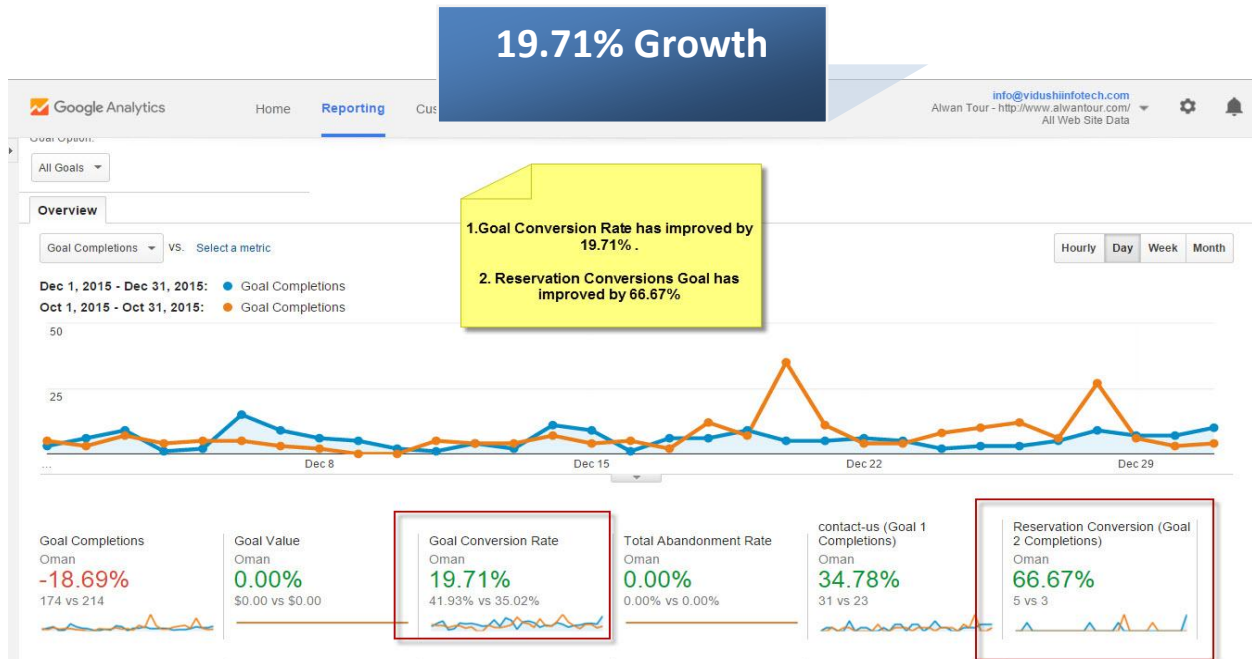 19.71% Growth
Google Analytics
Home Reporting Cus
info@vidushiinfotech.com
Alwan Tour - http://www.alwantour.com/
All Web Site Data
Goal Option:
All Goals
Overview
Goal Completions VS. Select a metric
Hourly Day Week Month
1.Goal Conversion Rate has improved by
19.71% .
2. Reservation Conversions Goal has
improved by 66.67%
Dec 1, 2015 - Dec 31, 2015: Goal Completions
Oct 1, 2015 - Oct 31, 2015: Goal Completions
50
25
... Dec 8 Dec 15 Dec 22 Dec 29
Goal Completions
Oman
-18.69%
174 vs 214
Goal Value
Oman
0.00%
$0.00 vs $0.00
Goal Conversion Rate
Oman
19.71%
41.93% vs 35.02%
Total Abandonment Rate
Oman
0.00%
0.00% vs 0.00%
contact-us (Goal 1
Completions)
Oman
34.78%
31 vs 23
Reservation Conversion (Goal
2 Completions)
Oman
66.67%
5 vs 3